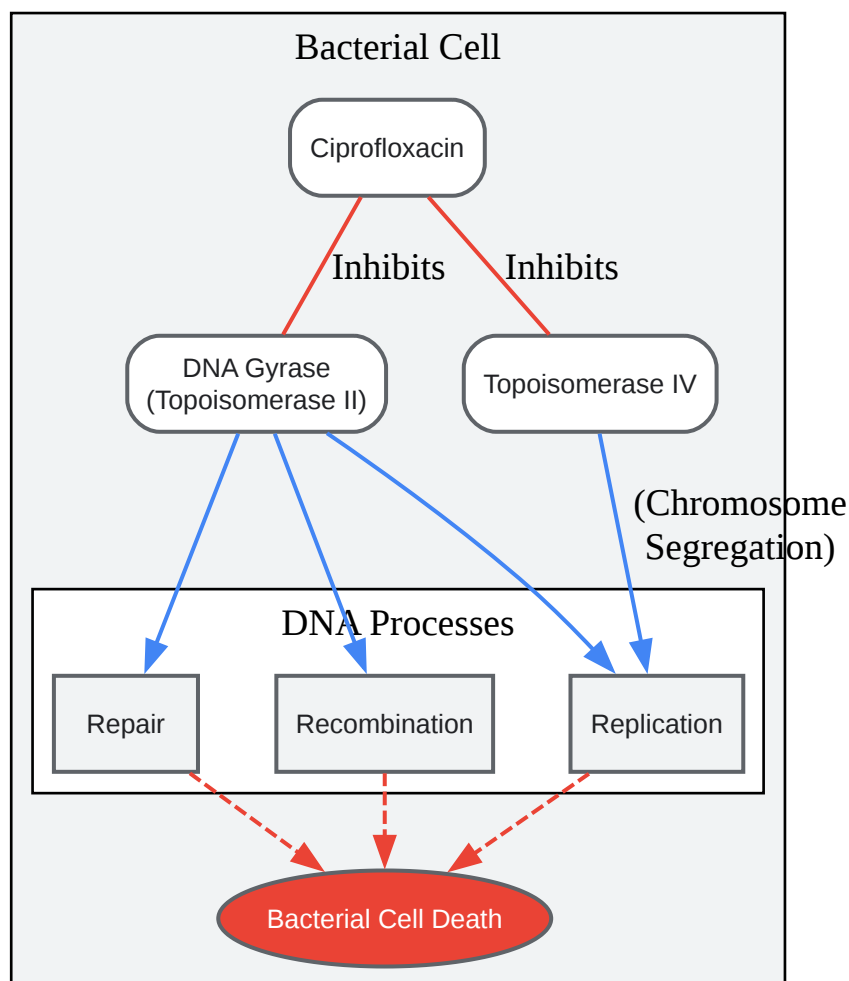 Bacterial Cell
Ciprofloxacin
Inhibits
Inhibits
DNA Gyrase
(Topoisomerase II)
Topoisomerase IV
(Chromosome
Segregation)
DNA Processes
Repair
Recombination
Replication
Bacterial Cell Death